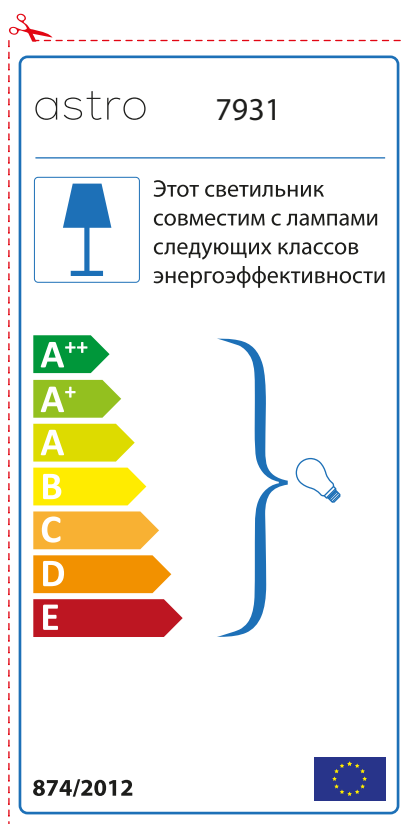 astro 7931
Этот светильник
совместим с лампами
следующих классов
энергоэффективности
A++
A+
A
B
C
D
E
874/2012